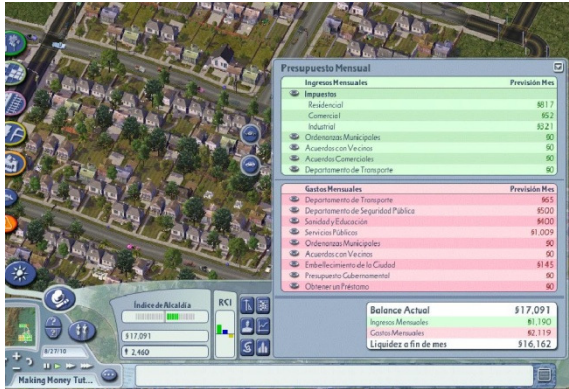 Presupuesto Mensual
Ingresos Mensuales Previsión Mes
Impuestos
Residencial $817
Comercial $52
Industrial $321
Ordenanzas Municipales $0
Acuerdos con Vecinos $0
Acuerdos Comerciales $0
Departamento de Transporte $0
Gastos Mensuales Previsión Mes
Departamento de Transporte $65
Departamento de Seguridad Pública $500
Sanidad y Educación $400
Servicios Públicos $1.009
Ordenanzas Municipales $0
Acuerdos con Vecinos $0
Embellecimiento de la Ciudad $145
Presupuesto Gubernamental $0
Obtener un Préstamo $0
Balance Actual $17,091
Ingresos Mensuales $1,190
Gastos Mensuales $2,119
Liquidez a fin de mes $16,162
Índice de Alcaldía
RCI
$17,091
2,460
8/27/10
Making Money Tut...